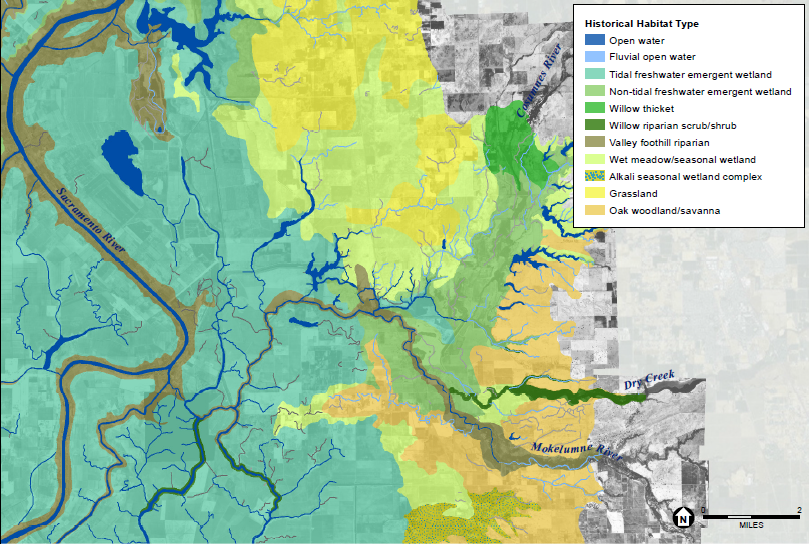 Historical Habitat Type
Open water
Fluvial open water
Tidal freshwater emergent wetland
Non-tidal freshwater emergent wetland
Willow thicket
Willow riparian scrub/shrub
Valley foothill riparian
Wet meadow/seasonal wetland
Alkali seasonal wetland complex
Grassland
Oak woodland/savanna
Cosumnes River
Sacramento River
Dry Creek
Mokelumne River
N
0 2
MILES